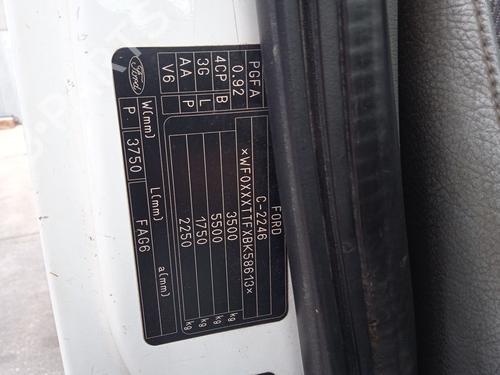 FORD
C-2246
×WF0XXXTTFXBK58613×
3500 kg
5500 kg
1750 kg
2250 kg
PGFA
0.92
4CP B
3G L
AA P
V6
Ford
W(mm) L(mm) a(mm)
P. 3750 FAG6